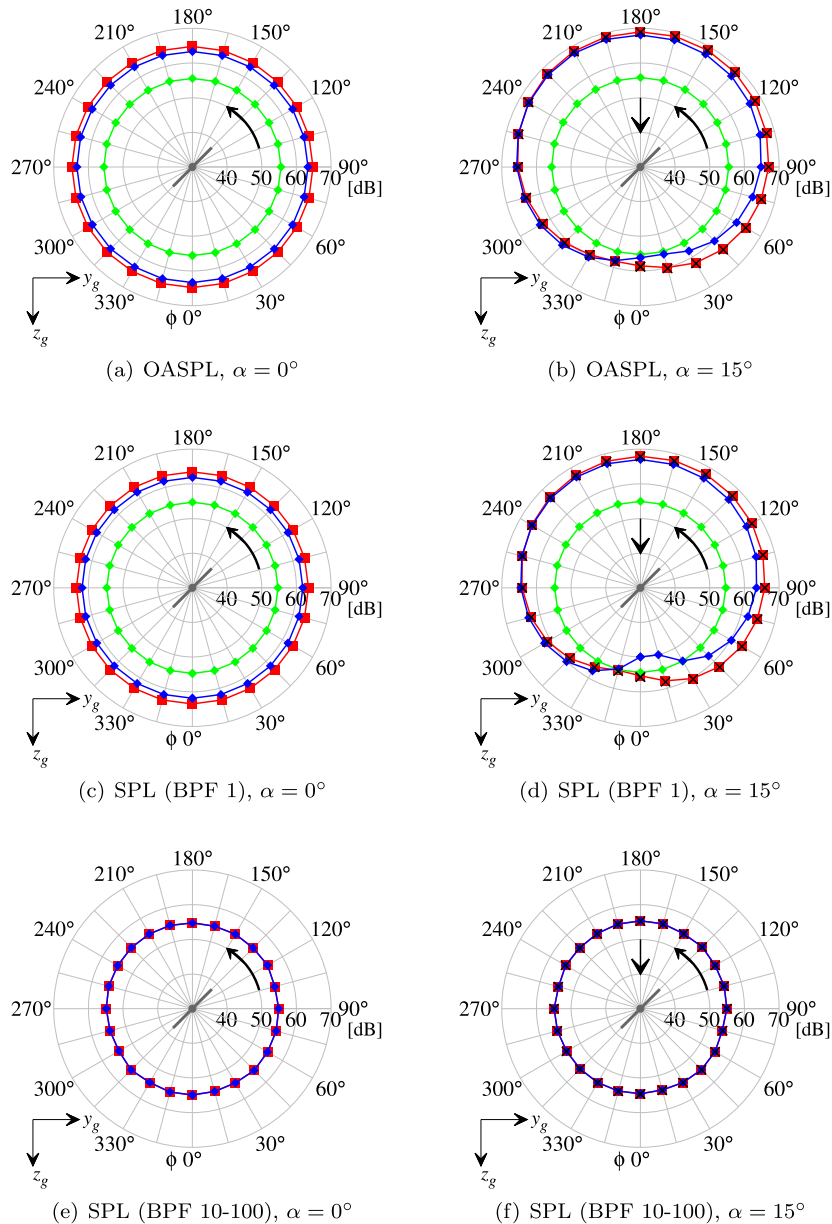 180°
180°
210°
150°
210°
150°
240°
120°
240°
120°
270°
40 50 60 70
90°
[dB]
270°
40 50 60 70
90°
[dB]
300°
60°
300°
60°
y_g
330°
30°
y_g
330°
30°
z_g
ϕ 0°
z_g
ϕ 0°
(a) OASPL, α = 0°
(b) OASPL, α = 15°
180°
180°
210°
150°
210°
150°
240°
120°
240°
120°
270°
40 50 60 70
90°
[dB]
270°
40 50 60 70
90°
[dB]
300°
60°
300°
60°
y_g
330°
30°
y_g
330°
30°
z_g
ϕ 0°
z_g
ϕ 0°
(c) SPL (BPF 1), α = 0°
(d) SPL (BPF 1), α = 15°
180°
180°
210°
150°
210°
150°
240°
120°
240°
120°
270°
40 50 60 70
90°
[dB]
270°
40 50 60 70
90°
[dB]
300°
60°
300°
60°
y_g
330°
30°
y_g
330°
30°
z_g
ϕ 0°
z_g
ϕ 0°
(e) SPL (BPF 10-100), α = 0°
(f) SPL (BPF 10-100), α = 15°